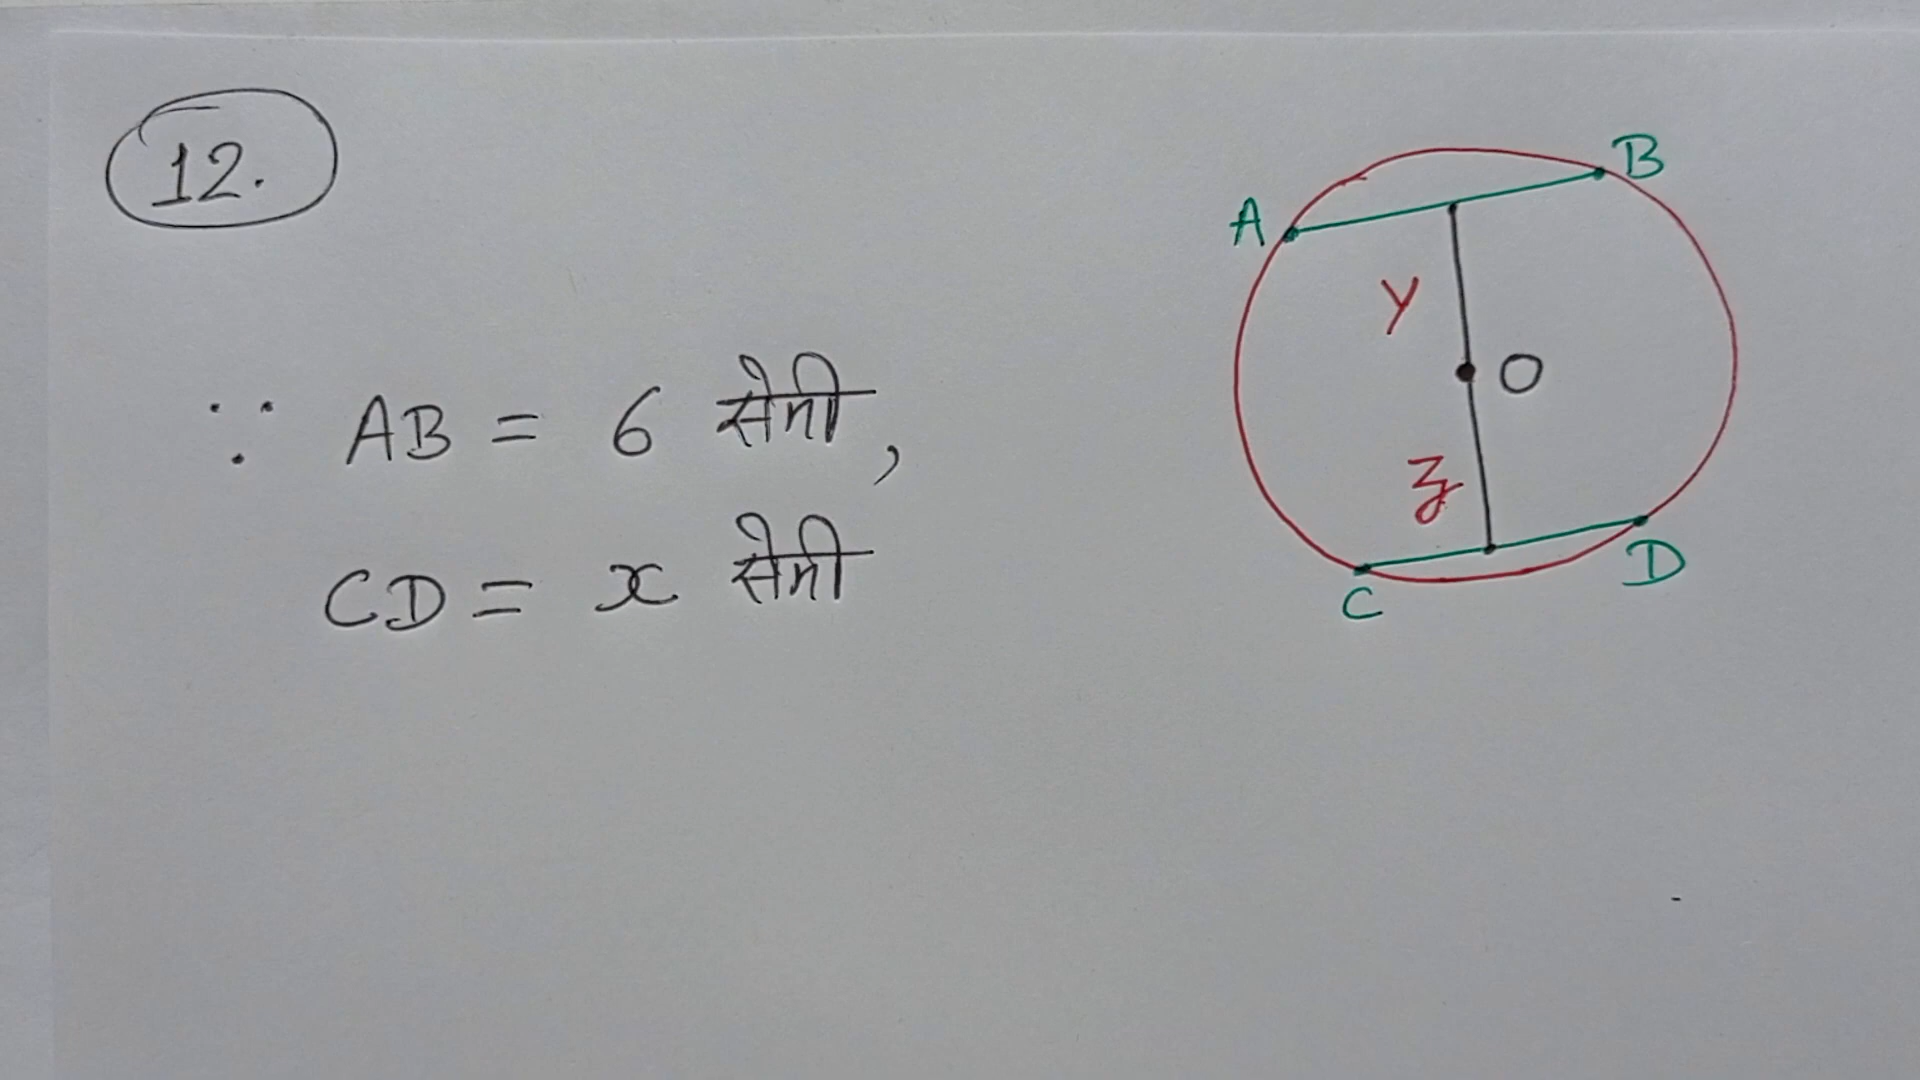 12.
∵ AB = 6 सेमी,
CD = x सेमी
A
B
y
O
z
C
D